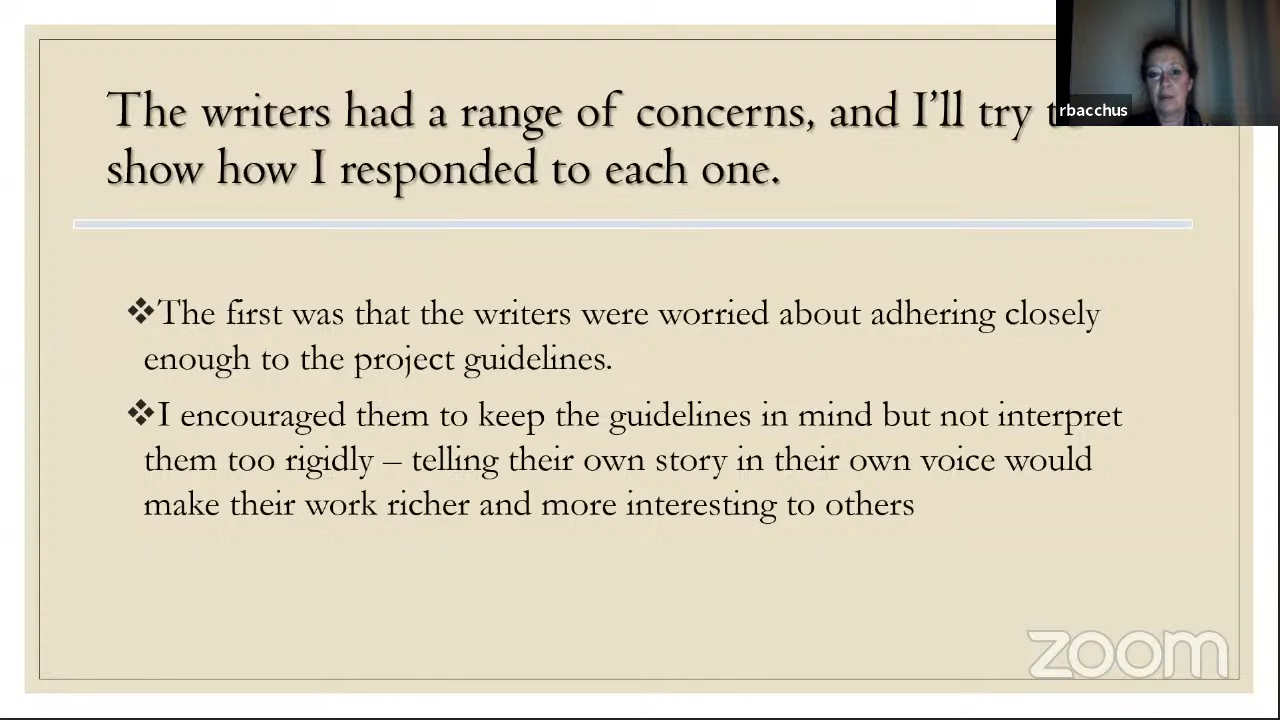 The writers had a range of concerns, and I'll try
show how I responded to each one.
rbacchus
❖The first was that the writers were worried about adhering closely
enough to the project guidelines.
❖I encouraged them to keep the guidelines in mind but not interpret
them too rigidly – telling their own story in their own voice would
make their work richer and more interesting to others
zoom